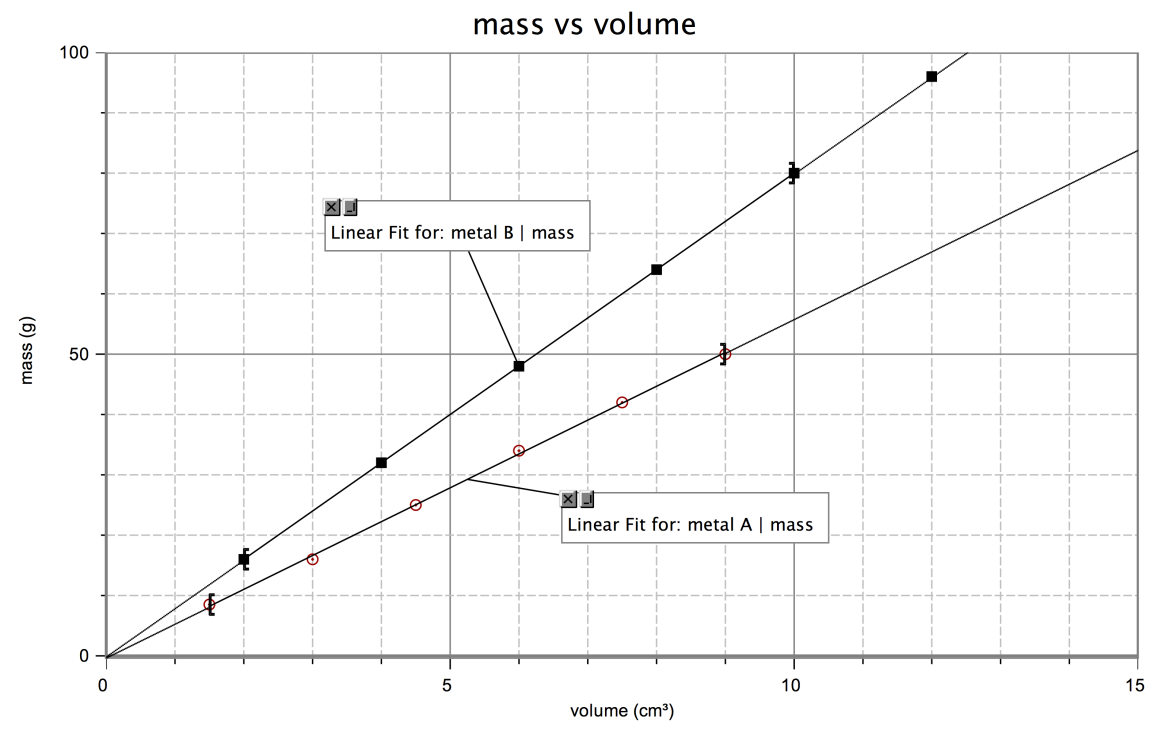 mass vs volume
100
Linear Fit for: metal B | mass
mass (g)
50
Linear Fit for: metal A | mass
0
0 5 10 15
volume (cm³)